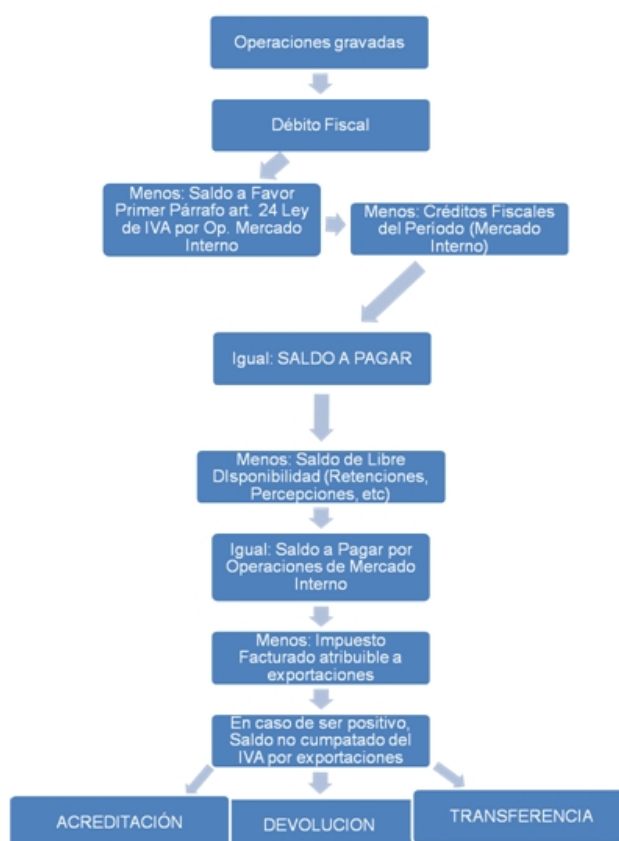 Operaciones gravadas
Débito Fiscal
Menos: Saldo a Favor
Primer Párrafo art. 24 Ley
de IVA por Op. Mercado
Interno
Menos: Créditos Fiscales
del Periodo (Mercado
Interno)
Igual: SALDO A PAGAR
Menos: Saldo de Libre
DIsponibilidad (Retenciones,
Percepciones, etc)
Igual: Saldo a Pagar por
Operaciones de Mercado
Interno
Menos: Impuesto
Facturado atribuible a
exportaciones
En caso de ser positivo,
Saldo no cumpatado del
IVA por exportaciones
ACREDITACIÓN
DEVOLUCION
TRANSFERENCIA